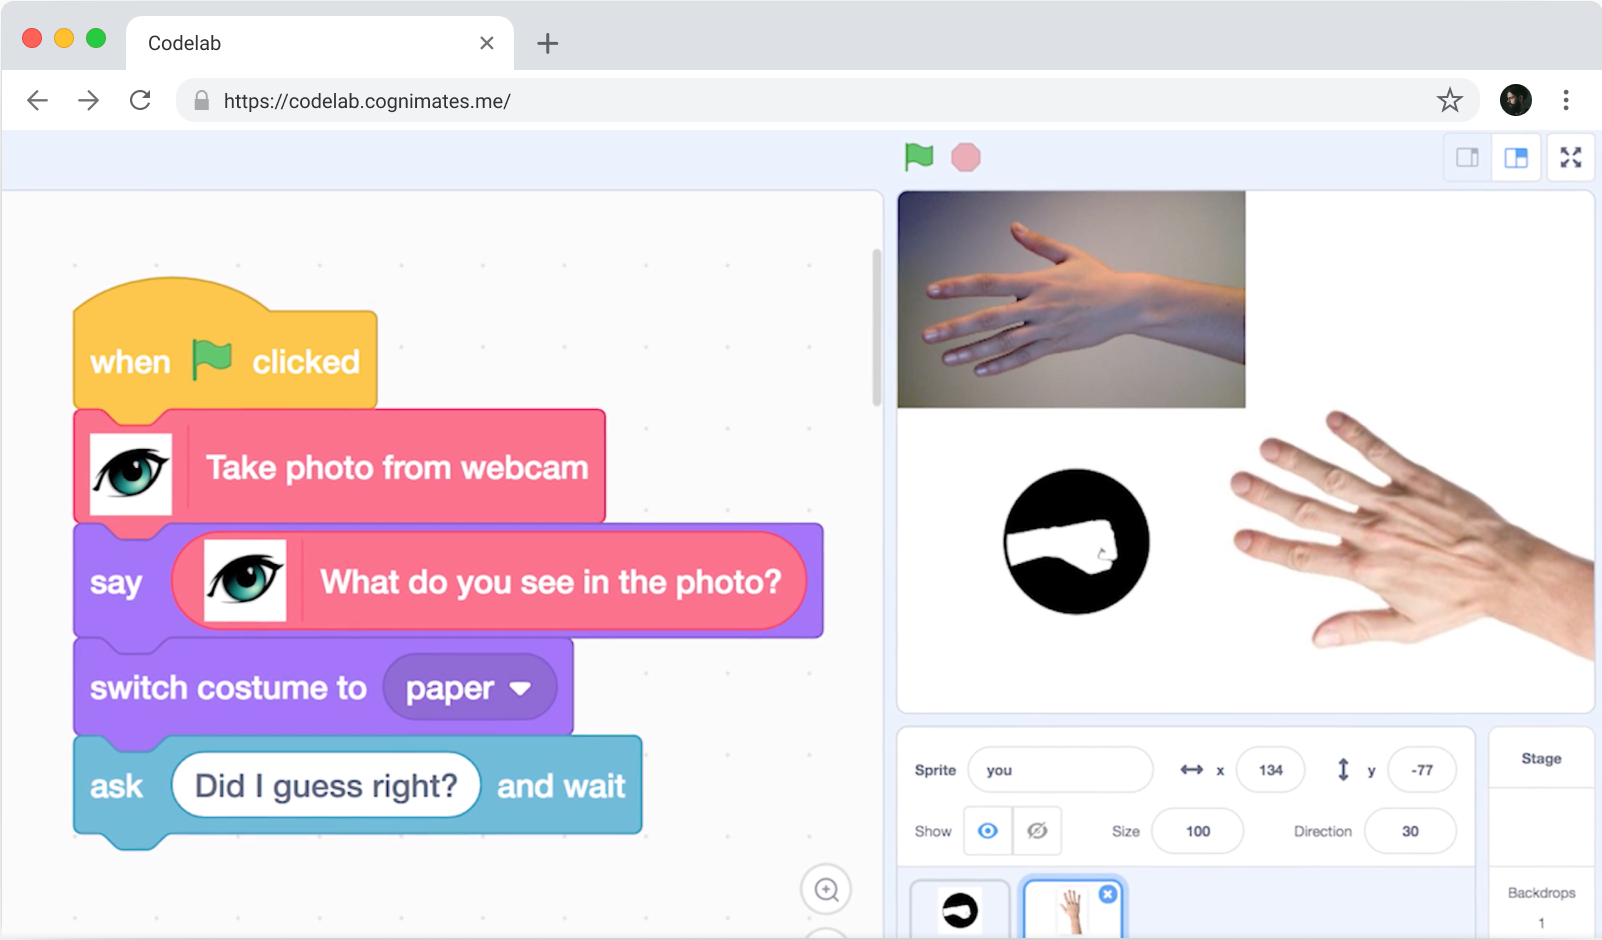 Codelab
https://codelab.cognimates.me/
when clicked
Take photo from webcam
say What do you see in the photo?
switch costume to paper
ask Did I guess right? and wait
Sprite you x 134 y -77
Show Size 100 Direction 30
Stage
Backdrops
1